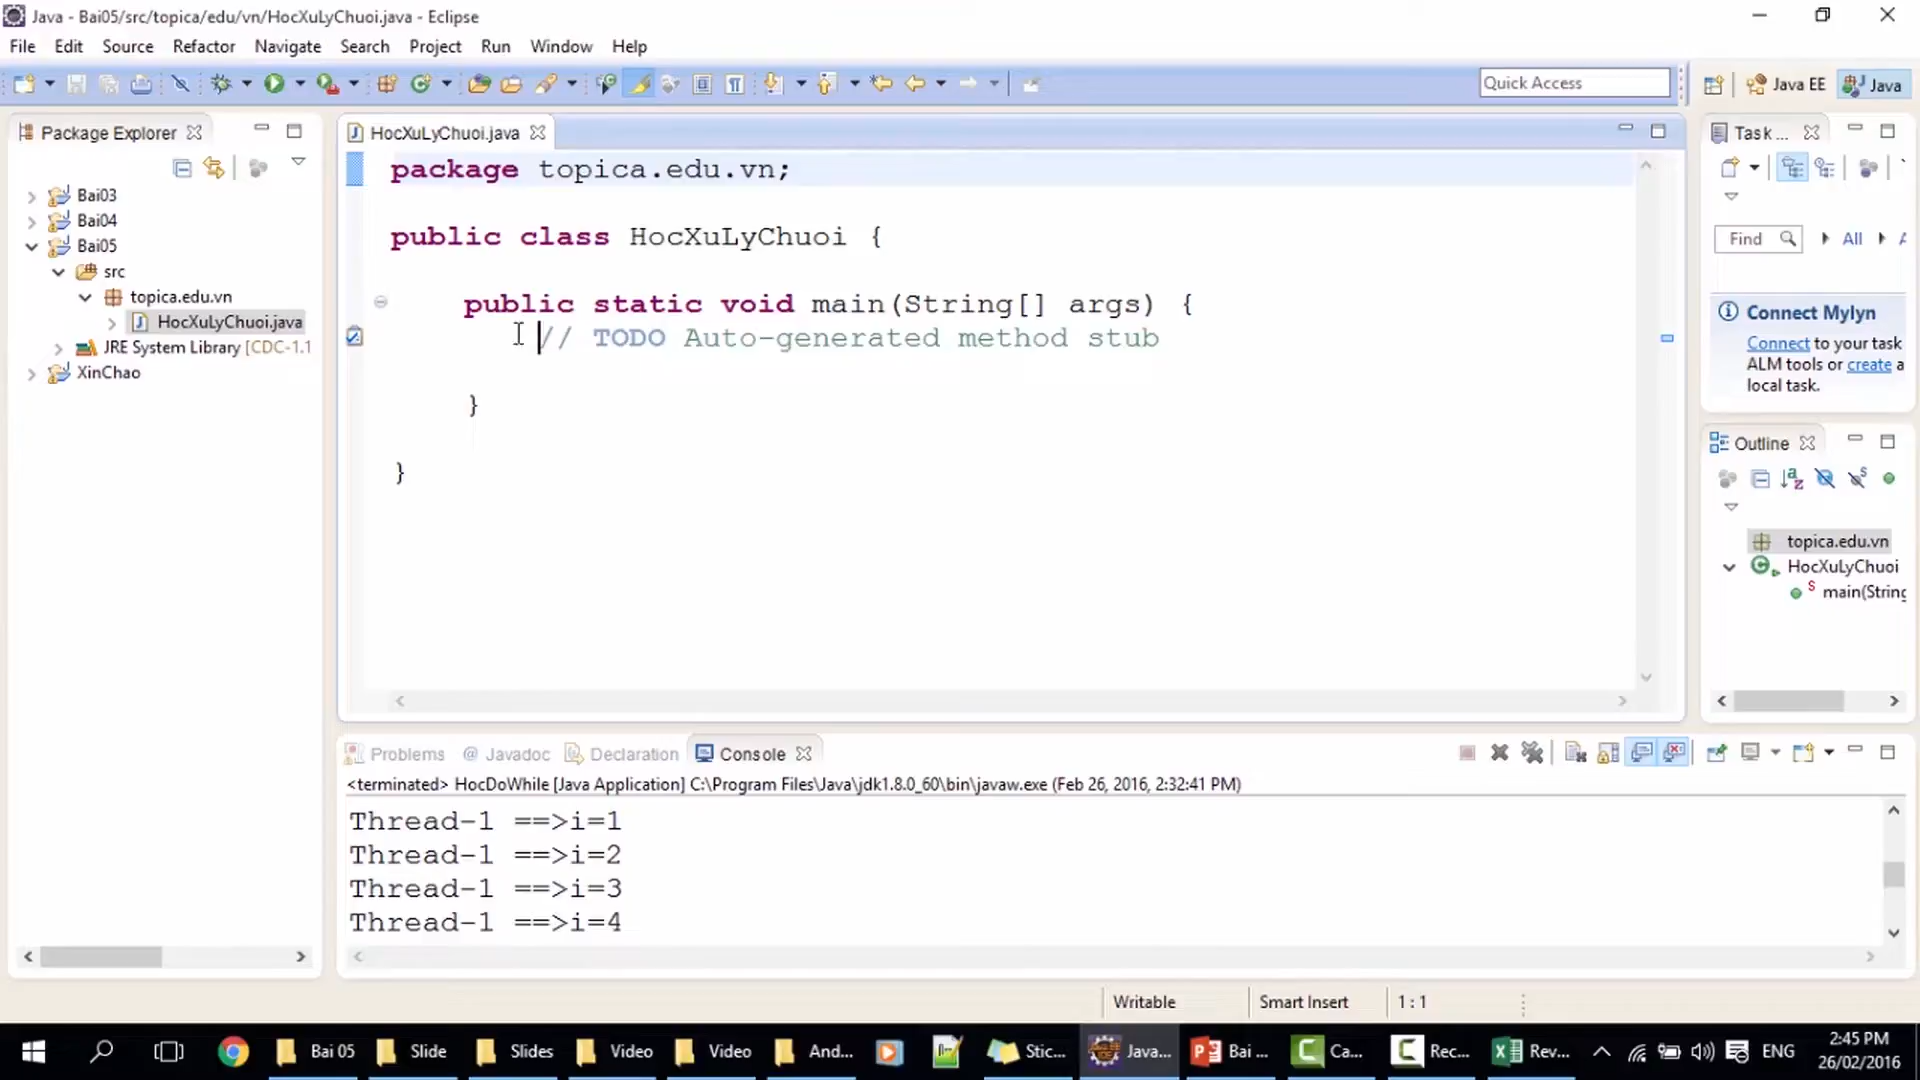 Java - Bai05/src/topica/edu/vn/HocXuLyChuoi.java - Eclipse
File Edit Source Refactor Navigate Search Project Run Window Help
Quick Access
Java EE
Java
Package Explorer
Bai03
Bai04
Bai05
src
topica.edu.vn
HocXuLyChuoi.java
JRE System Library [CDC-1.1
XinChao
HocXuLyChuoi.java
package topica.edu.vn;
public class HocXuLyChuoi {
public static void main(String[] args) {
// TODO Auto-generated method stub
}
}
Task ...
Find
All
Connect Mylyn
Connect to your task
ALM tools or create a
local task.
Outline
topica.edu.vn
HocXuLyChuoi
main(String
Problems @ Javadoc Declaration Console
<terminated> HocDoWhile [Java Application] C:\Program Files\Java\jdk1.8.0_60\bin\javaw.exe (Feb 26, 2016, 2:32:41 PM)
Thread-1 ==>i=1
Thread-1 ==>i=2
Thread-1 ==>i=3
Thread-1 ==>i=4
Writable Smart Insert 1 : 1
Bai 05 Slide Slides Video Video And... Stic... Java... Bai ... Ca... Rec... Rev... ENG
2:45 PM
26/02/2016